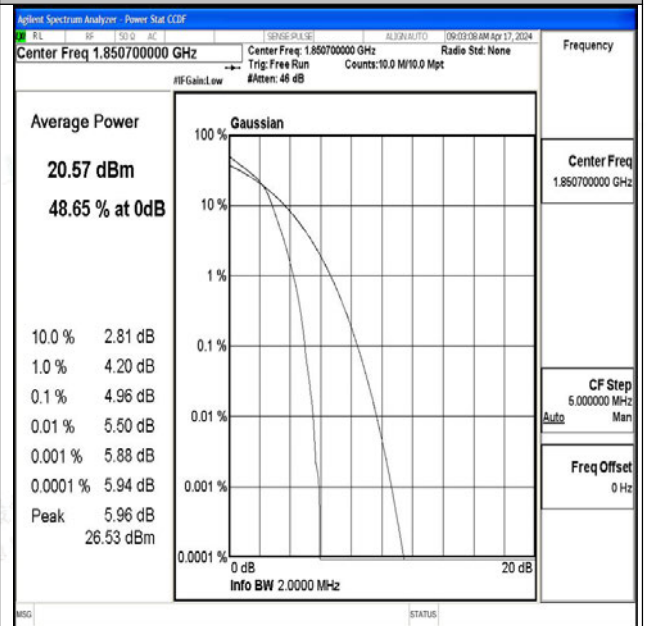 Agilent Spectrum Analyzer - Power Stat CCDF
RL RF 50 Ω AC SENSE:PULSE ALIGNAUTO 09:03:08 AM Apr 17, 2024
Center Freq 1.850700000 GHz
Center Freq: 1.850700000 GHz Radio Std: None
Trig: Free Run Counts:10.0 M/10.0 Mpt
#IFGain:Low #Atten: 46 dB
Frequency
Average Power
20.57 dBm
48.65 % at 0dB
10.0 % 2.81 dB
1.0 % 4.20 dB
0.1 % 4.96 dB
0.01 % 5.50 dB
0.001 % 5.88 dB
0.0001 % 5.94 dB
Peak 5.96 dB
26.53 dBm
Gaussian
100 %
10 %
1 %
0.1 %
0.01 %
0.001 %
0.0001 %
0 dB 20 dB
Info BW 2.0000 MHz
Center Freq
1.850700000 GHz
CF Step
5.000000 MHz
Auto Man
Freq Offset
0 Hz
MSG STATUS